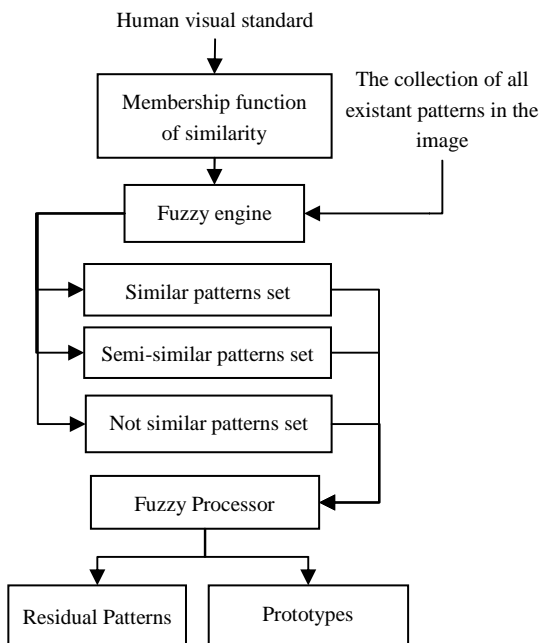 Human visual standard
Membership function
of similarity
The collection of all
existant patterns in the
image
Fuzzy engine
Similar patterns set
Semi-similar patterns set
Not similar patterns set
Fuzzy Processor
Residual Patterns
Prototypes